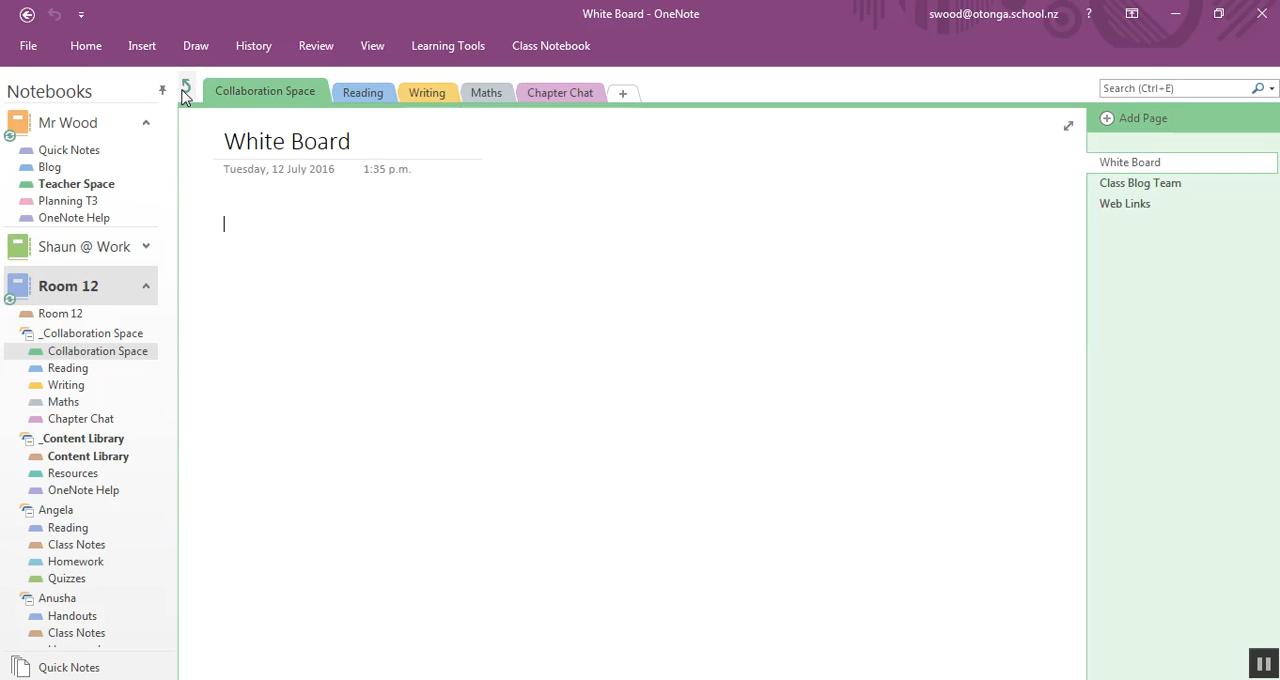 White Board - OneNote
swood@otonga.school.nz
?
File Home Insert Draw History Review View Learning Tools Class Notebook
Notebooks
Collaboration Space Reading Writing Maths Chapter Chat +
Search (Ctrl+E)
Mr Wood
Quick Notes
Blog
Teacher Space
Planning T3
OneNote Help
Shaun @ Work
Room 12
Room 12
_Collaboration Space
Collaboration Space
Reading
Writing
Maths
Chapter Chat
_Content Library
Content Library
Resources
OneNote Help
Angela
Reading
Class Notes
Homework
Quizzes
Anusha
Handouts
Class Notes
Quick Notes
White Board
Tuesday, 12 July 2016 1:35 p.m.
Add Page
White Board
Class Blog Team
Web Links